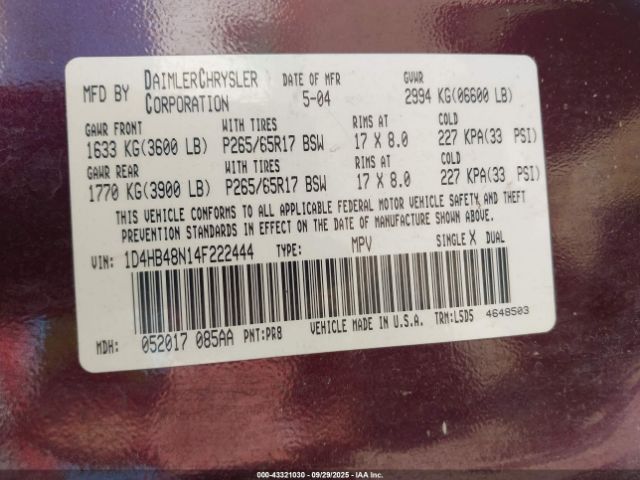 MFD BY DAIMLERCHRYSLER CORPORATION DATE OF MFR 5-04 GVWR 2994 KG(06600 LB)
GAWR FRONT WITH TIRES RIMS AT COLD
1633 KG(3600 LB) P265/65R17 BSW 17 X 8.0 227 KPA(33 PSI)
GAWR REAR WITH TIRES RIMS AT COLD
1770 KG(3900 LB) P265/65R17 BSW 17 X 8.0 227 KPA(33 PSI)
THIS VEHICLE CONFORMS TO ALL APPLICABLE FEDERAL MOTOR VEHICLE SAFETY AND THEFT
PREVENTION STANDARDS IN EFFECT ON THE DATE OF MANUFACTURE SHOWN ABOVE.
VIN: 1D4HB48N14F222444 TYPE: MPV SINGLE X DUAL
MDH: 052017 085AA PNT:PR8 VEHICLE MADE IN U.S.A. TRM:L5D5 4648503
000-43321030 - 09/29/2025 - IAA Inc.